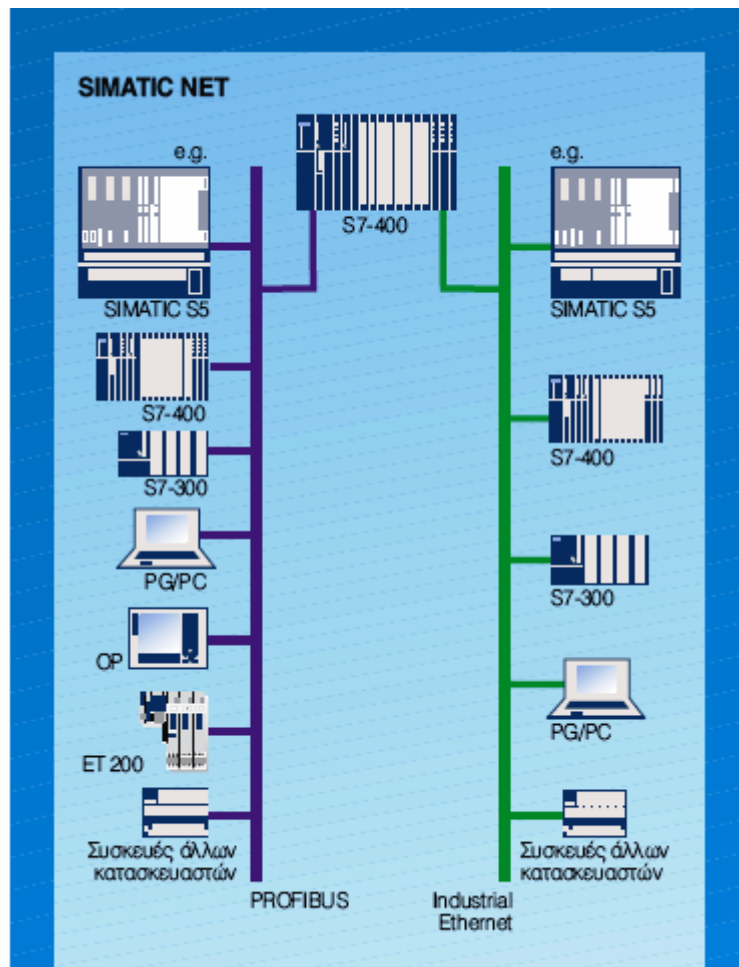 SIMATIC NET
e.g.
S7-400
e.g.
SIMATIC S5
SIMATIC S5
S7-400
S7-400
S7-300
PG/PC
S7-300
OP
PG/PC
ET 200
Συσκευές άλλων
κατασκευαστών
Συσκευές άλλων
κατασκευαστών
PROFIBUS
Industrial
Ethernet